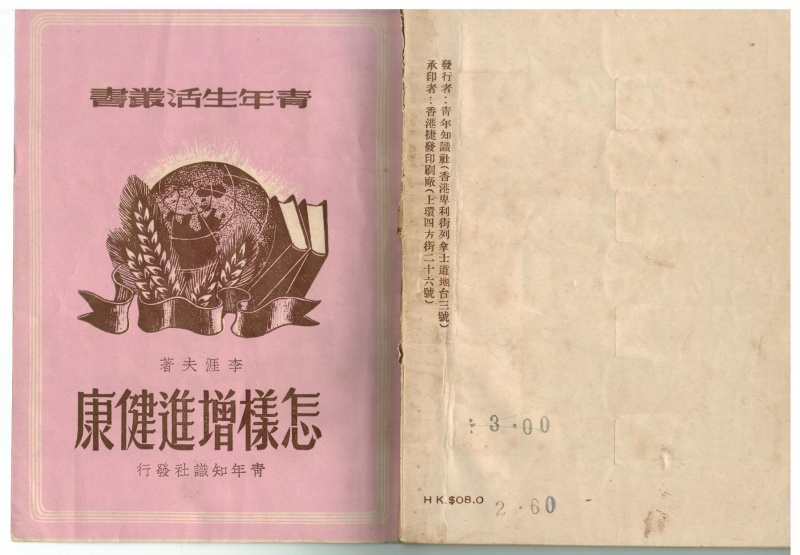 青年生活叢書
李涯夫著
怎樣增進健康
青年知識社發行
發行者：青年知識社（香港卑利街列拿士道地台三號）
承印者：香港捷發印刷廠（上環四方街二十六號）
3.00
HK.$08.0
2.60